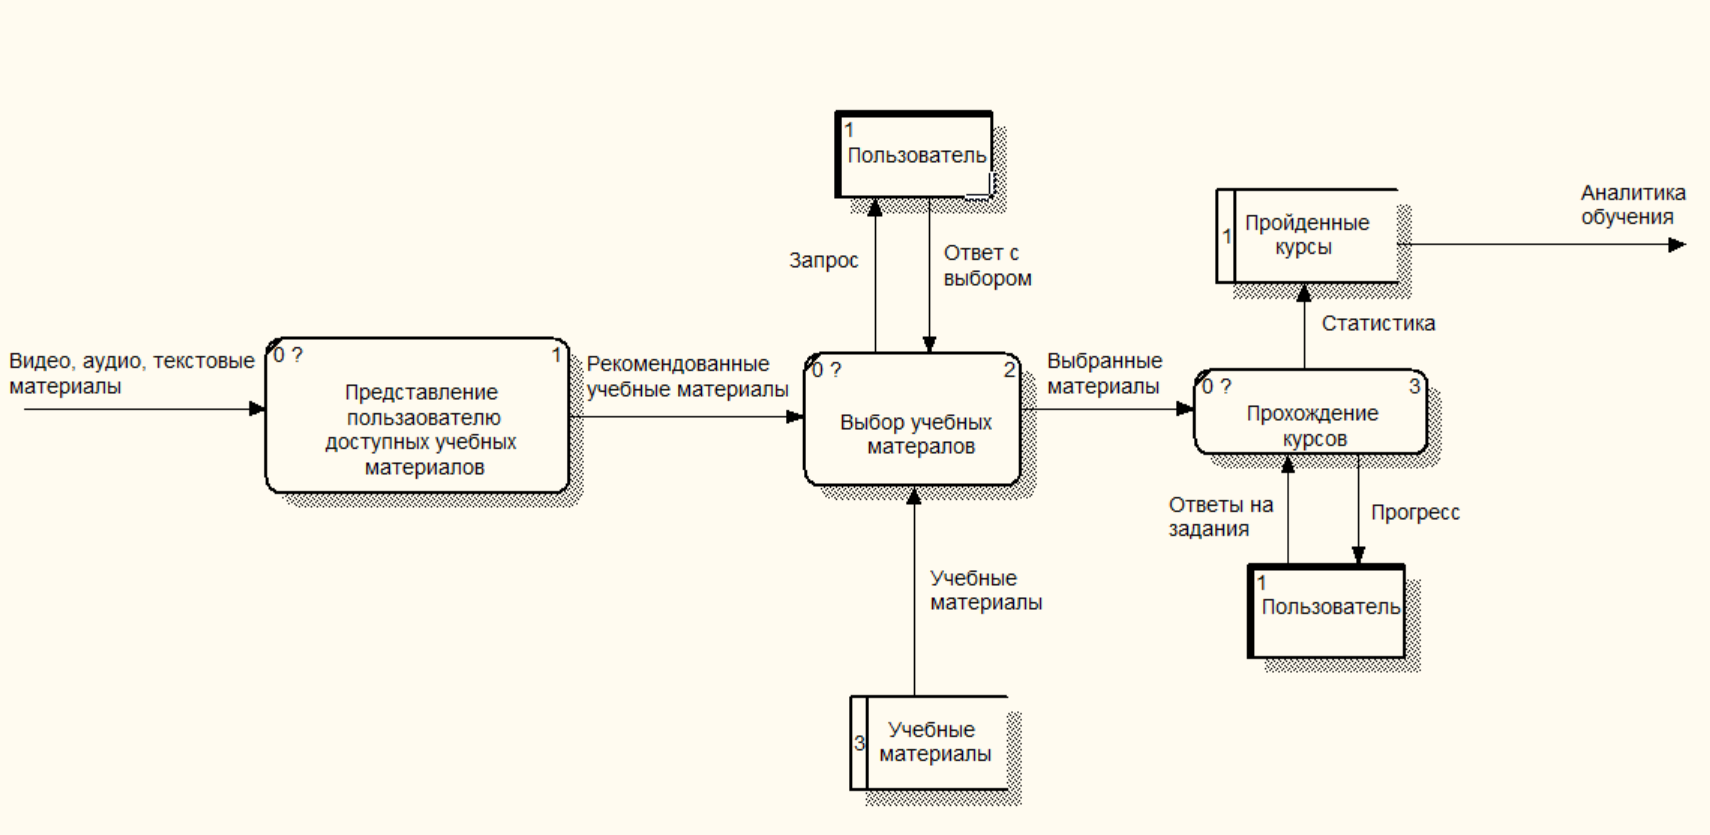 1
Пользователь
Запрос
Ответ с
выбором
Видео, аудио, текстовые
материалы
0 ?
1
Представление
пользаователю
доступных учебных
материалов
Рекомендованные
учебные материалы
0 ?
2
Выбор учебных
матералов
Учебные
материалы
3
Учебные
материалы
Выбранные
материалы
1
Пройденные
курсы
Аналитика
обучения
Статистика
0 ?
3
Прохождение
курсов
Ответы на
задания
Прогресс
1
Пользователь